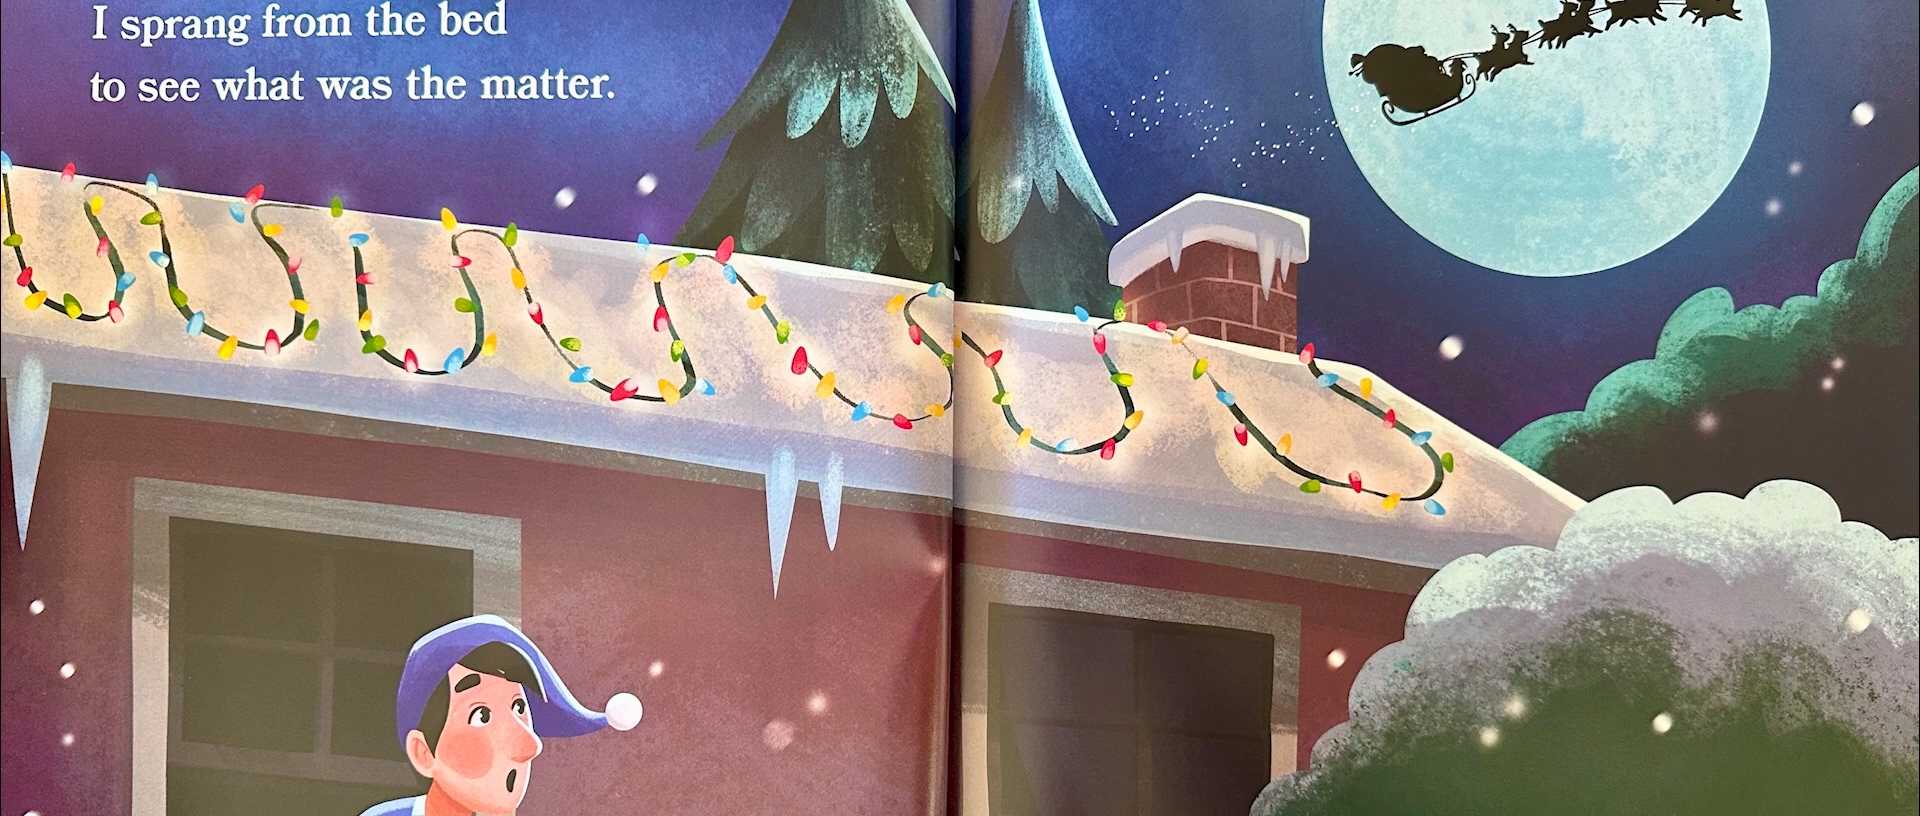 I sprang from the bed
to see what was the matter.